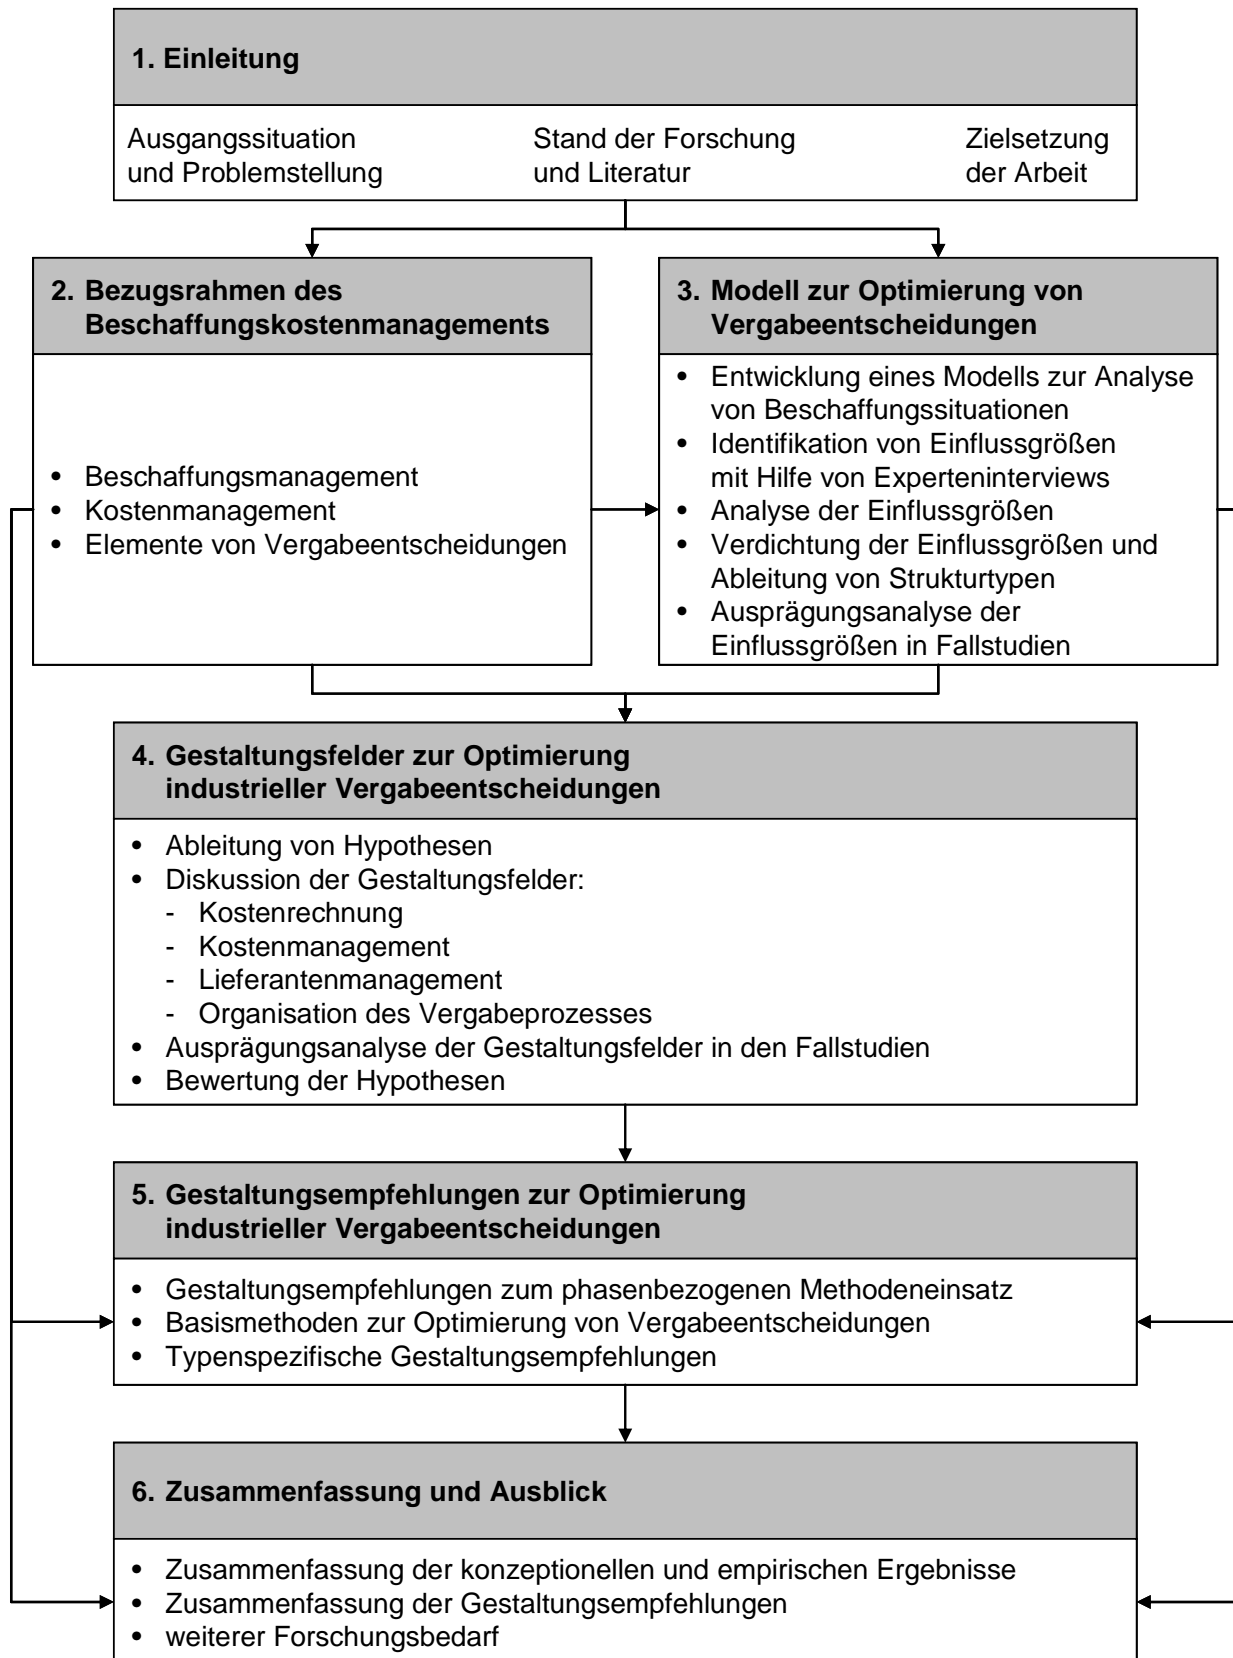 1. Einleitung
Ausgangssituation
und Problemstellung
Stand der Forschung
und Literatur
Zielsetzung
der Arbeit
2. Bezugsrahmen des
Beschaffungskostenmanagements
• Beschaffungsmanagement
• Kostenmanagement
• Elemente von Vergabeentscheidungen
3. Modell zur Optimierung von
Vergabeentscheidungen
• Entwicklung eines Modells zur Analyse
von Beschaffungssituationen
• Identifikation von Einflussgrößen
mit Hilfe von Experteninterviews
• Analyse der Einflussgrößen
• Verdichtung der Einflussgrößen und
Ableitung von Strukturtypen
• Ausprägungsanalyse der
Einflussgrößen in Fallstudien
4. Gestaltungsfelder zur Optimierung
industrieller Vergabeentscheidungen
• Ableitung von Hypothesen
• Diskussion der Gestaltungsfelder:
- Kostenrechnung
- Kostenmanagement
- Lieferantenmanagement
- Organisation des Vergabeprozesses
• Ausprägungsanalyse der Gestaltungsfelder in den Fallstudien
• Bewertung der Hypothesen
5. Gestaltungsempfehlungen zur Optimierung
industrieller Vergabeentscheidungen
• Gestaltungsempfehlungen zum phasenbezogenen Methodeneinsatz
• Basismethoden zur Optimierung von Vergabeentscheidungen
• Typenspezifische Gestaltungsempfehlungen
6. Zusammenfassung und Ausblick
• Zusammenfassung der konzeptionellen und empirischen Ergebnisse
• Zusammenfassung der Gestaltungsempfehlungen
• weiterer Forschungsbedarf